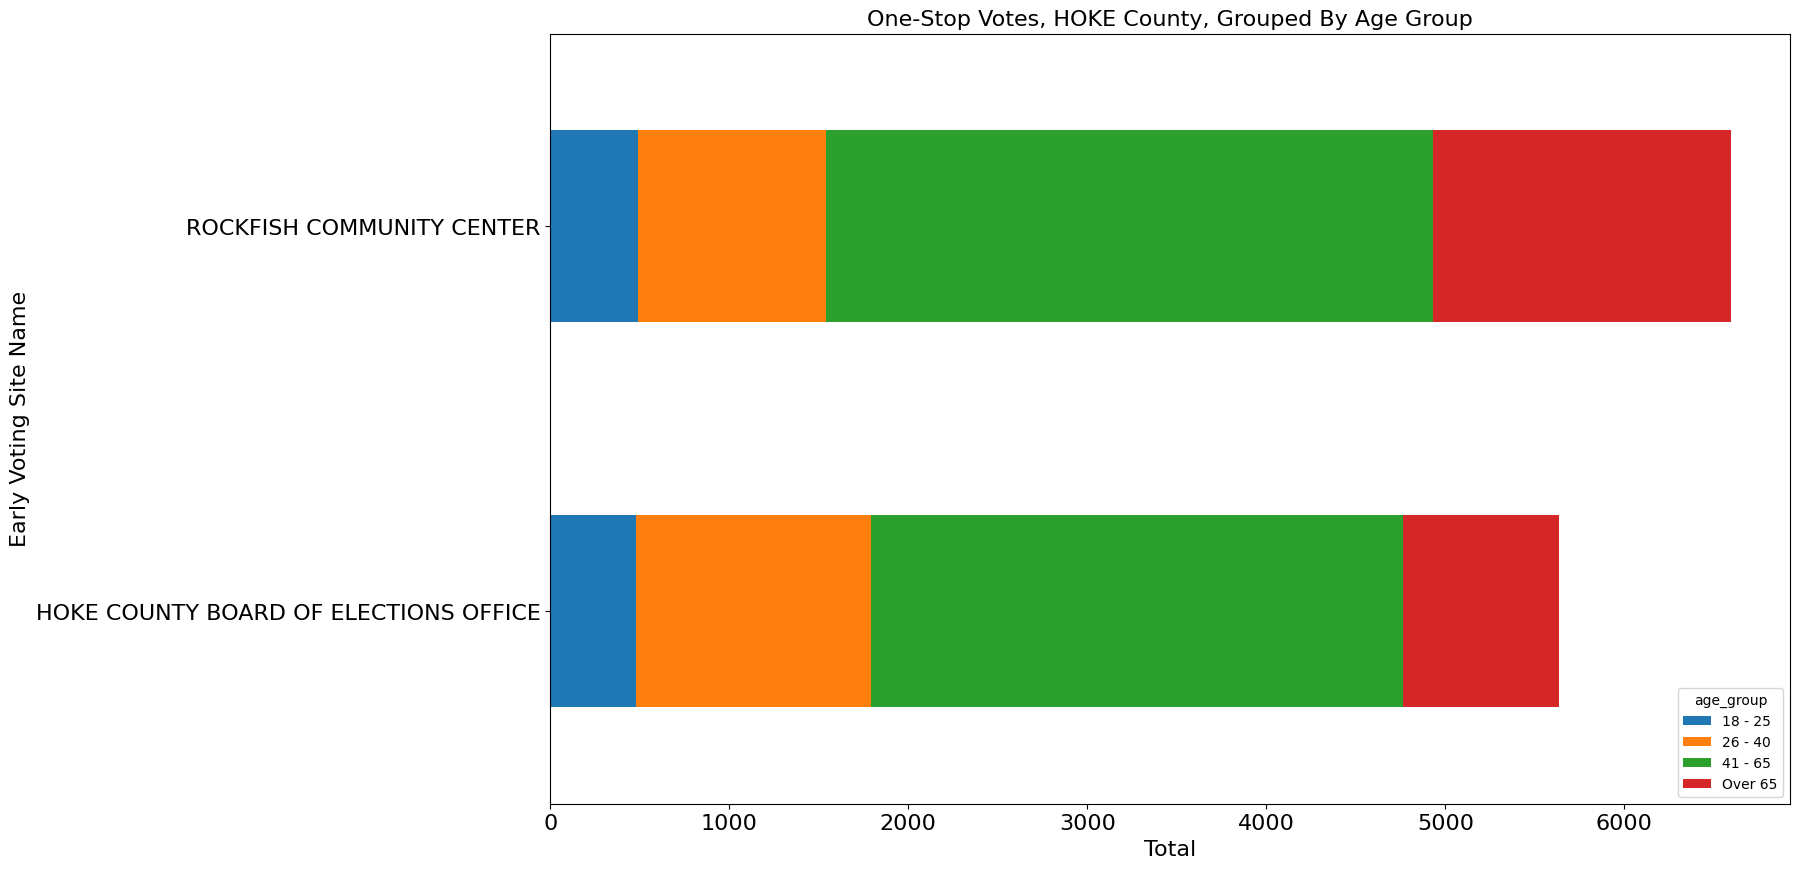 One-Stop Votes, HOKE County, Grouped By Age Group
Early Voting Site Name
ROCKFISH COMMUNITY CENTER
HOKE COUNTY BOARD OF ELECTIONS OFFICE
age_group
18 - 25
26 - 40
41 - 65
Over 65
0 1000 2000 3000 4000 5000 6000
Total